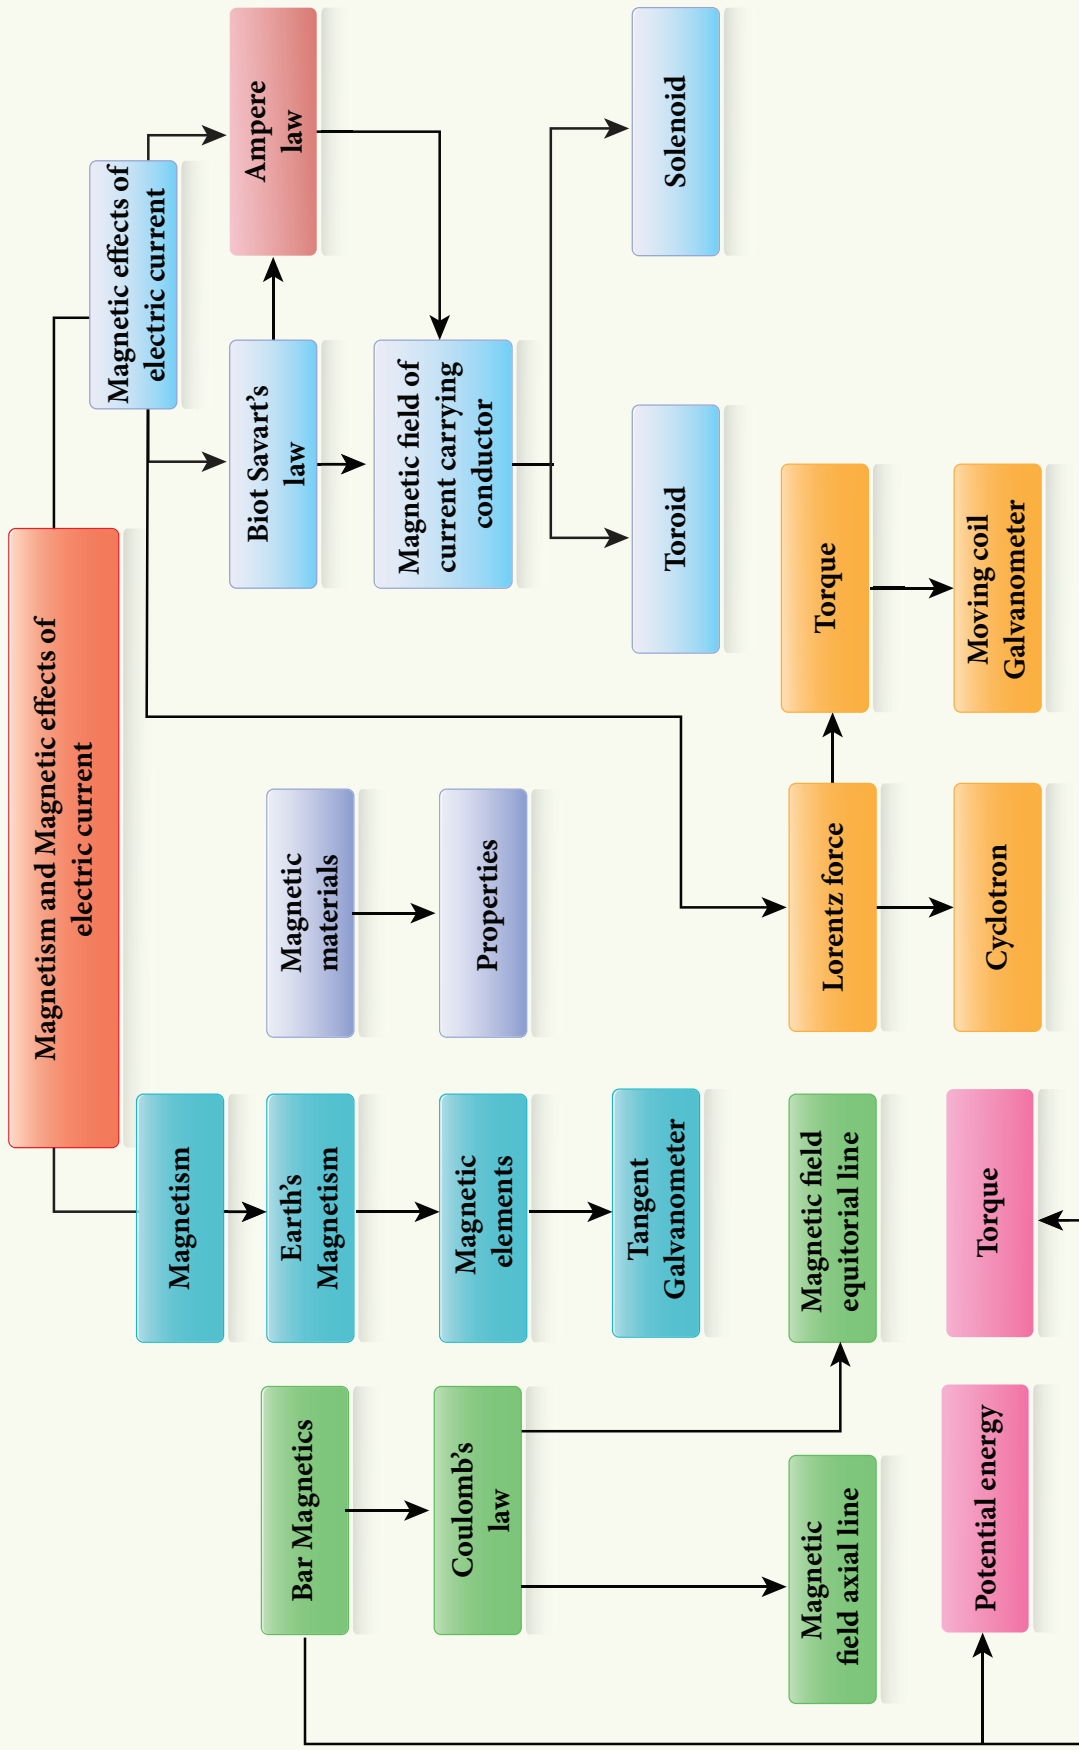 Magnetism and Magnetic effects of
electric current
Magnetism
Magnetic effects of
electric current
Earth's
Magnetism
Magnetic
elements
Tangent
Galvanometer
Bar Magnetics
Coulomb's
law
Magnetic
field axial line
Magnetic field
equitorial line
Potential energy
Torque
Magnetic
materials
Properties
Biot Savart's
law
Ampere
law
Magnetic field of
current carrying
conductor
Toroid
Solenoid
Lorentz force
Torque
Cyclotron
Moving coil
Galvanometer